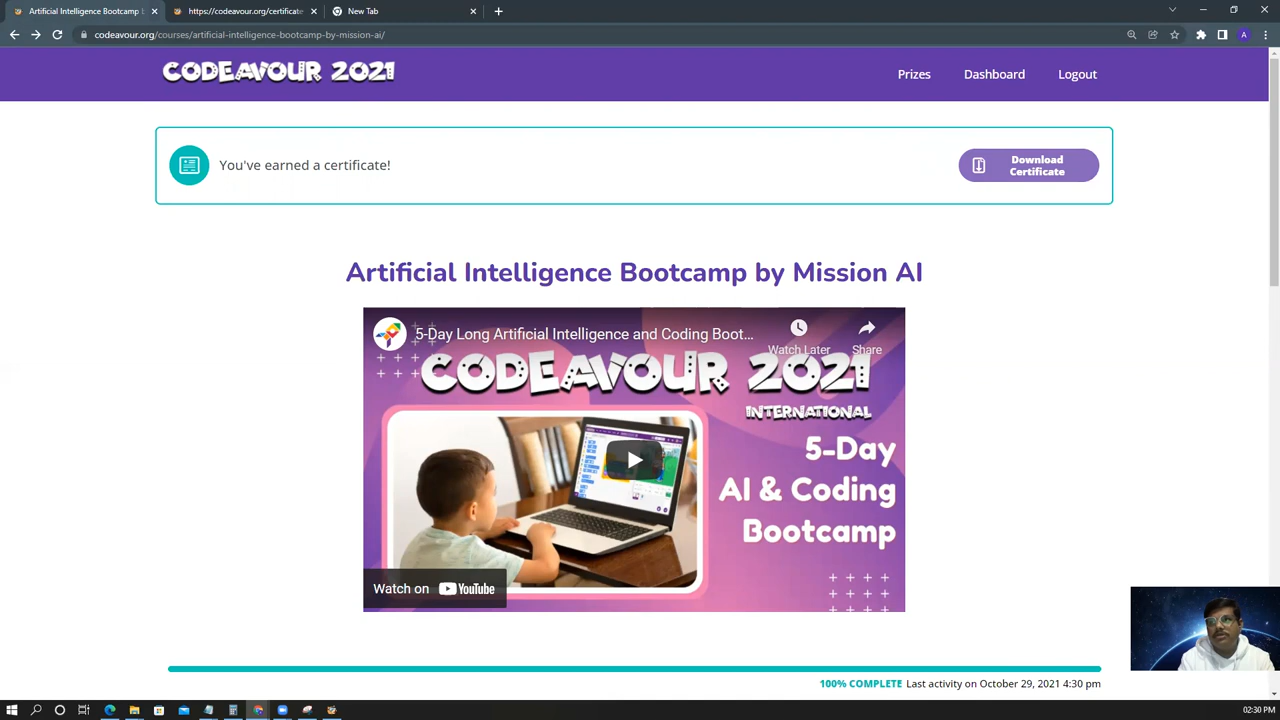 Artificial Intelligence Bootcamp b
https://codeavour.org/certificate
New Tab
codeavour.org/courses/artificial-intelligence-bootcamp-by-mission-ai/
A
CODEAVOUR 2021
Prizes
Dashboard
Logout
You've earned a certificate!
Download
Certificate
Artificial Intelligence Bootcamp by Mission AI
5-Day Long Artificial Intelligence and Coding Boot...
Watch Later
Share
CODEAVOUR 2021
INTERNATIONAL
5-Day
AI & Coding
Bootcamp
Watch on YouTube
100% COMPLETE Last activity on October 29, 2021 4:30 pm
02:30 PM